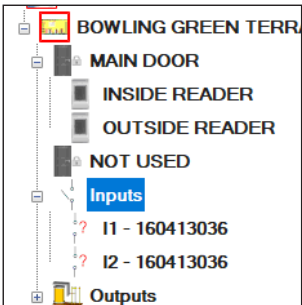 BOWLING GREEN TERRA
MAIN DOOR
INSIDE READER
OUTSIDE READER
NOT USED
Inputs
? I1 - 160413036
? I2 - 160413036
Outputs